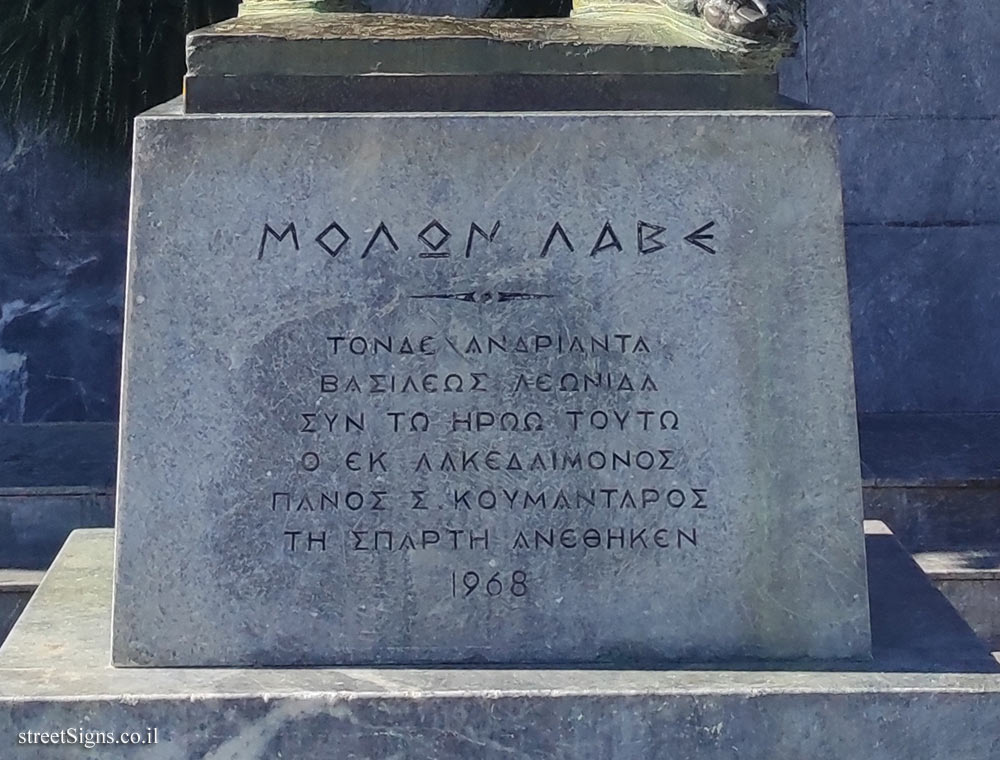 ΜΟΛΩΝ ΛΑΒΕ
ΤΟΝΔΕ ΑΝΔΡΙΑΝΤΑ
ΒΑΣΙΛΕΩΣ ΛΕΩΝΙΔΑ
ΣΥΝ ΤΩ ΗΡΩΩ ΤΟΥΤΩ
Ο ΕΚ ΛΑΚΕΔΑΙΜΟΝΟΣ
ΠΑΝΟΣ Σ. ΚΟΥΜΑΝΤΑΡΟΣ
ΤΗ ΣΠΑΡΤΗ ΑΝΕΘΗΚΕΝ
1968
streetSigns.co.il